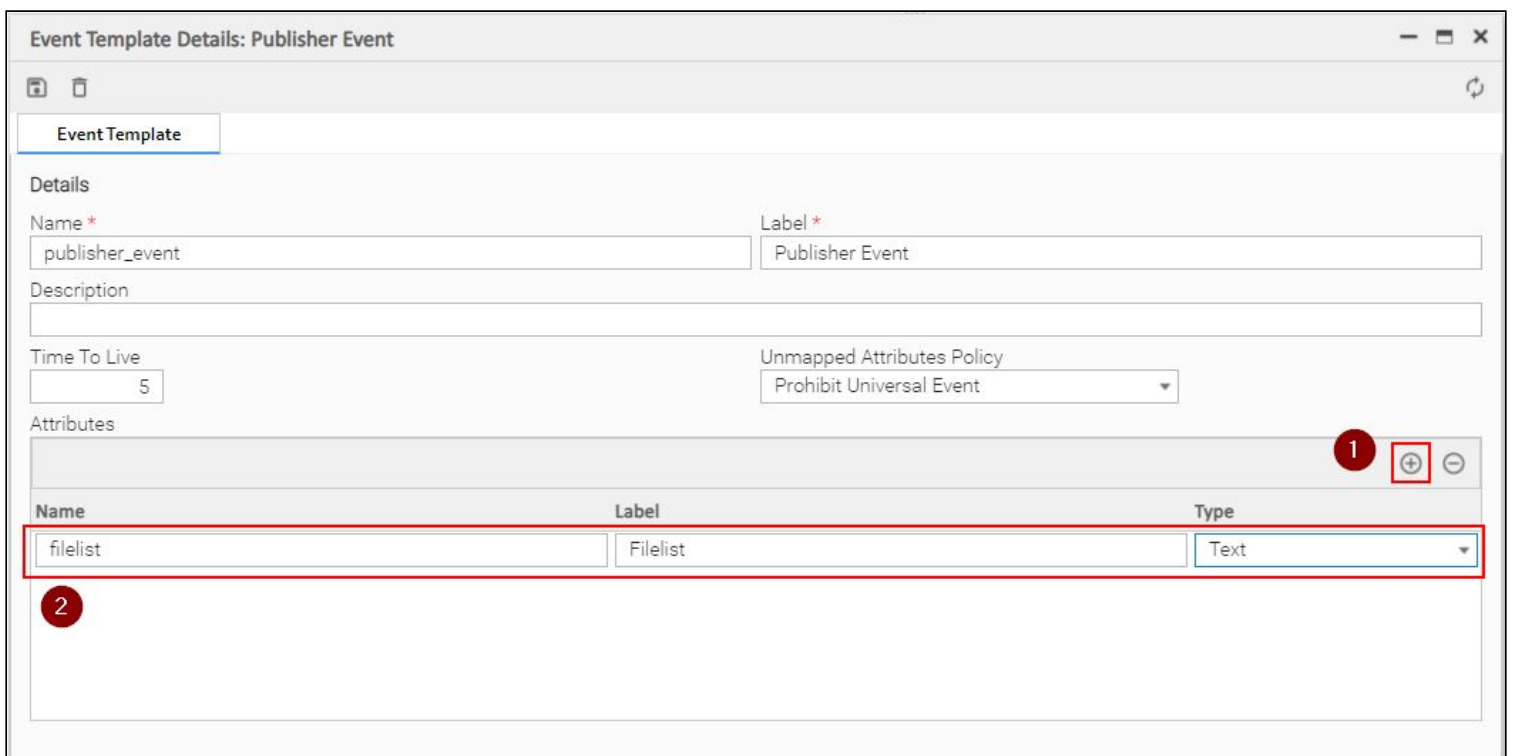 Event Template Details: Publisher Event
Event Template
Details
Name * Label *
publisher_event Publisher Event
Description
Time To Live Unmapped Attributes Policy
5 Prohibit Universal Event
Attributes
1
Name Label Type
filelist Filelist Text
2